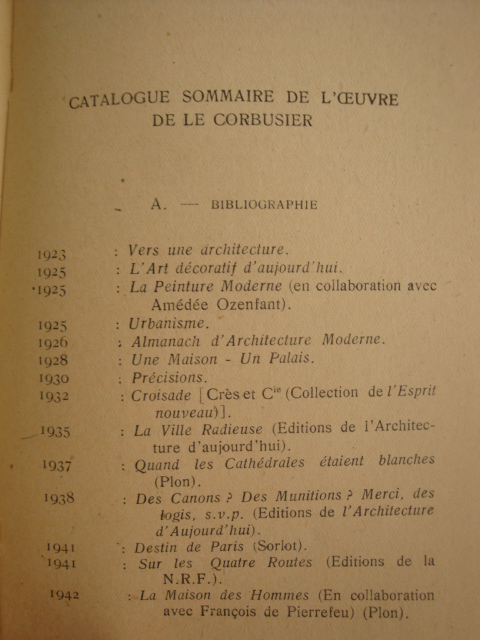 CATALOGUE SOMMAIRE DE L'ŒUVRE
DE LE CORBUSIER
A. — BIBLIOGRAPHIE
1923 : Vers une architecture.
1925 : L'Art décoratif d'aujourd'hui.
1925 : La Peinture Moderne (en collaboration avec
Amédée Ozenfant).
1925 : Urbanisme.
1926 : Almanach d'Architecture Moderne.
1928 : Une Maison - Un Palais.
1930 : Précisions.
1932 : Croisade [Crès et Cie (Collection de l'Esprit
nouveau)].
1935 : La Ville Radieuse (Editions de l'Architec-
ture d'aujourd'hui).
1937 : Quand les Cathédrales étaient blanches
(Plon).
1938 : Des Canons ? Des Munitions ? Merci, des
logis, s.v.p. (Editions de l'Architecture
d'Aujourd'hui).
1941 : Destin de Paris (Sorlot).
1941 : Sur les Quatre Routes (Editions de la
N.R.F.).
1942 : La Maison des Hommes (En collaboration
avec François de Pierrefeu) (Plon).